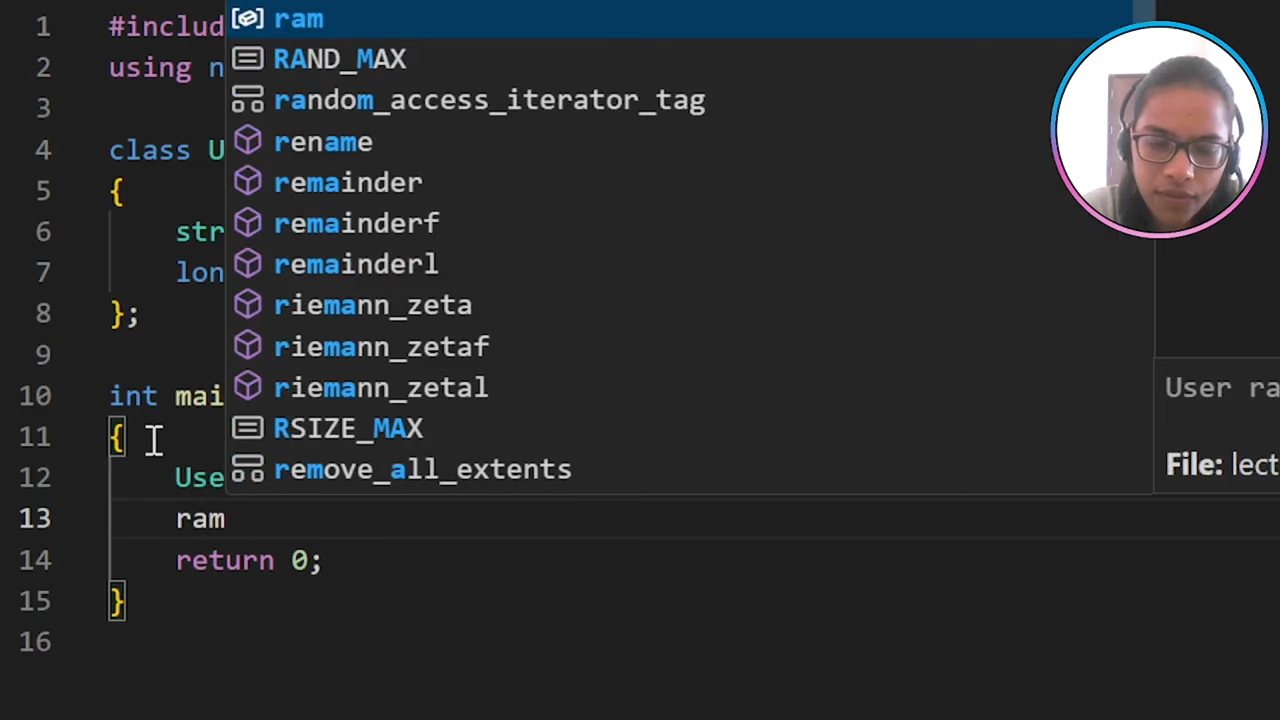 1 #includ
2 using n
3
4 class U
5 {
6 str
7 lon
8 };
9
10 int mai
11 {
12 Use
13 ram
14 return 0;
15 }
16
ram
RAND_MAX
random_access_iterator_tag
rename
remainder
remainderf
remainderl
riemann_zeta
riemann_zetaf
riemann_zetal
RSIZE_MAX
remove_all_extents
User ra
File: lect